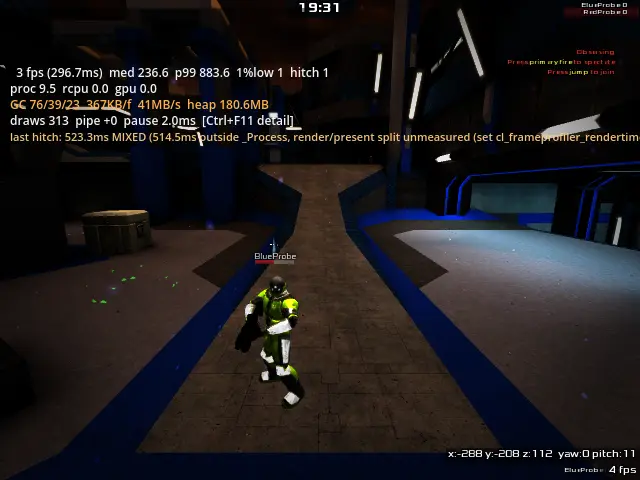 19:31
BlueProbe 0
RedProbe 0
Observing
Press primary fire to spectate
Press jump to join
3 fps (296.7ms) med 236.6 p99 883.6 1%low 1 hitch 1
proc 9.5 rcpu 0.0 gpu 0.0
GC 76/39/23 367KB/f 41MB/s heap 180.6MB
draws 313 pipe +0 pause 2.0ms [Ctrl+F11 detail]
last hitch: 523.3ms MIXED (514.5ms outside _Process, render/present split unmeasured (set cl_frameprofiler_rendertime
BlueProbe
x:-288 y:-208 z:112 yaw:0 pitch:11
BlueProbe 4 fps